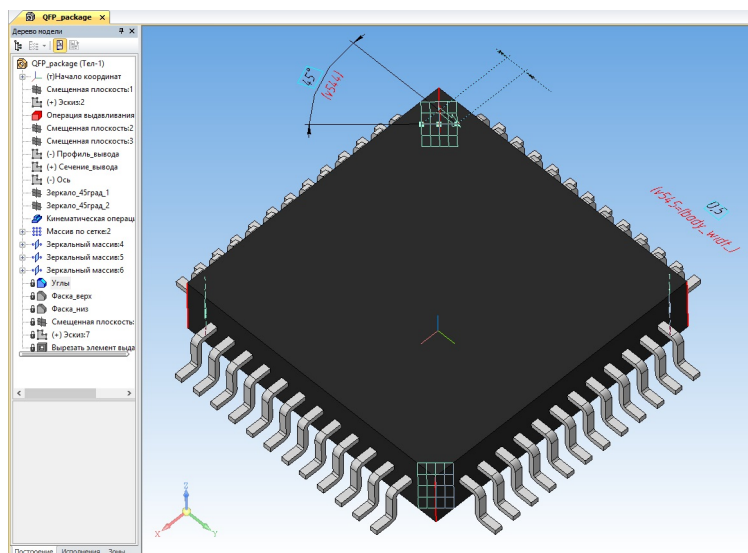 QFP_package
Дерево модели
QFP_package (Тел-1)
(т)Начало координат
Смещенная плоскость:1
(+) Эскиз:2
Операция выдавливания
Смещенная плоскость:2
Смещенная плоскость:3
(-) Профиль_вывода
(+) Сечение_вывода
(-) Ось
Зеркало_45град_1
Зеркало_45град_2
Кинематическая операц
Массив по сетке:2
Зеркальный массив:4
Зеркальный массив:5
Зеркальный массив:6
Углы
Фаска_верх
Фаска_низ
Смещенная плоскость:
(+) Эскиз:7
Вырезать элемент выда
45°
(v544)
0,5
Z
X
Y
Построение Исполнения Зоны